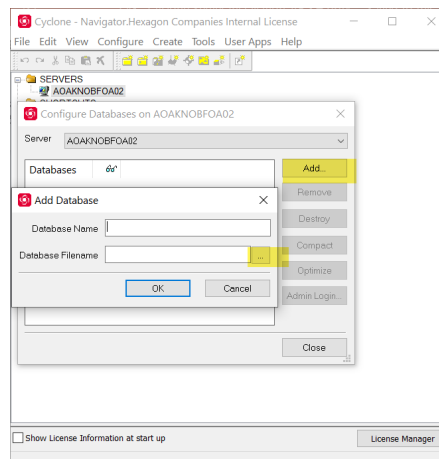 Cyclone - Navigator.Hexagon Companies Internal License
File Edit View Configure Create Tools User Apps Help
SERVERS
AOAKNOBFOA02
SHORTCUTS
Configure Databases on AOAKNOBFOA02
Server AOAKNOBFOA02
Databases
Add...
Add Database
Remove
Database Name
Destroy
Database Filename
...
Compact
Optimize
OK Cancel
Admin Login...
Close
Show License Information at start up
License Manager